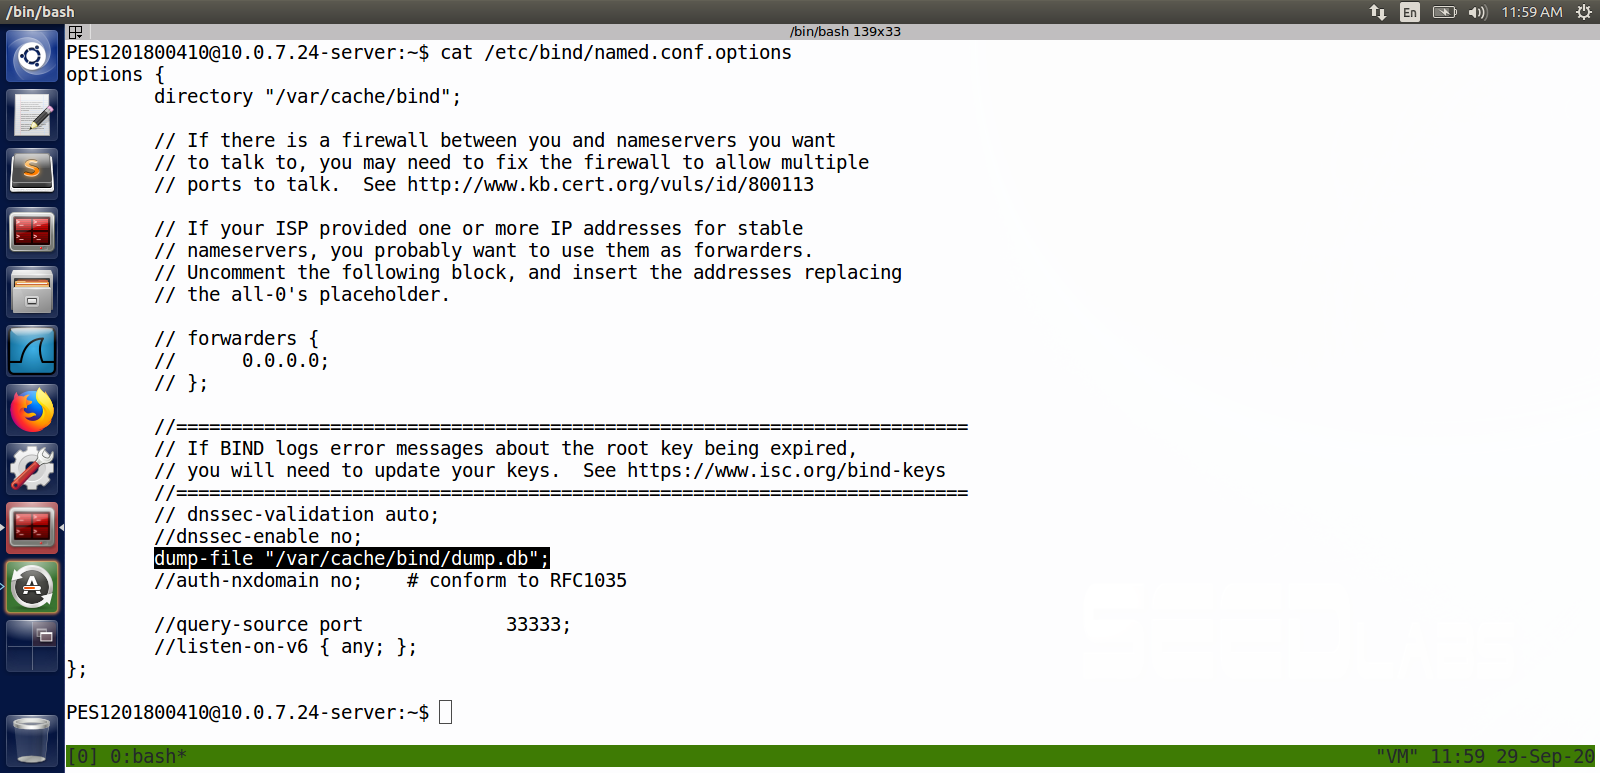 /bin/bash
En
11:59 AM
/bin/bash 139x33
PES1201800410@10.0.7.24-server:~$ cat /etc/bind/named.conf.options
options {
        directory "/var/cache/bind";

        // If there is a firewall between you and nameservers you want
        // to talk to, you may need to fix the firewall to allow multiple
        // ports to talk.  See http://www.kb.cert.org/vuls/id/800113

        // If your ISP provided one or more IP addresses for stable
        // nameservers, you probably want to use them as forwarders.
        // Uncomment the following block, and insert the addresses replacing
        // the all-0's placeholder.

        // forwarders {
        //      0.0.0.0;
        // };

        //========================================================================
        // If BIND logs error messages about the root key being expired,
        // you will need to update your keys.  See https://www.isc.org/bind-keys
        //========================================================================
        // dnssec-validation auto;
        //dnssec-enable no;
        dump-file "/var/cache/bind/dump.db";
        //auth-nxdomain no;    # conform to RFC1035

        //query-source port             33333;
        //listen-on-v6 { any; };
};

PES1201800410@10.0.7.24-server:~$
SEED LABS
[0] 0:bash*
"VM" 11:59 29-Sep-20